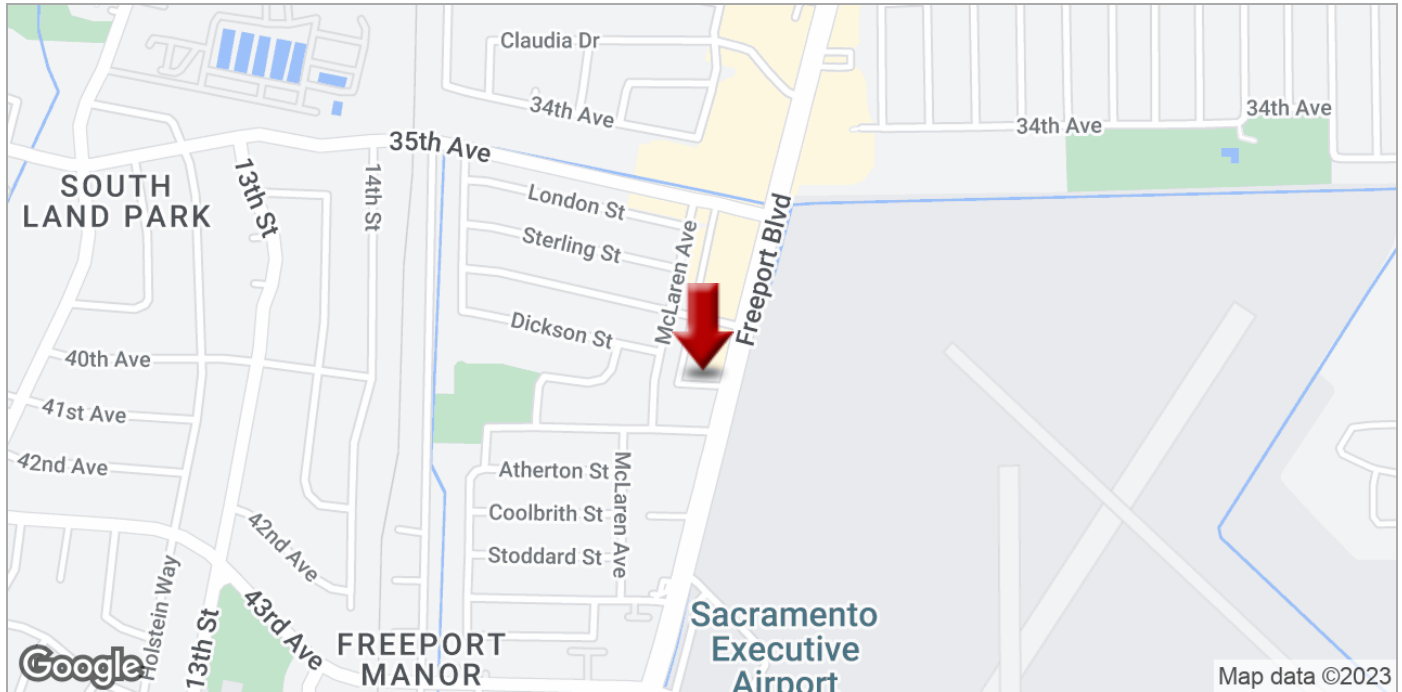 Claudia Dr
34th Ave
34th Ave
34th Ave
35th Ave
SOUTH
LAND PARK
13th St
14th St
London St
McLaren Ave
Sterling St
Freeport Blvd
Dickson St
40th Ave
41st Ave
42nd Ave
Atherton St
McLaren Ave
Coolbrith St
42nd Ave
Stoddard St
Holstein Way
43rd Ave
13th St
FREEPORT
MANOR
Sacramento
Executive
Airport
Google
Map data ©2023